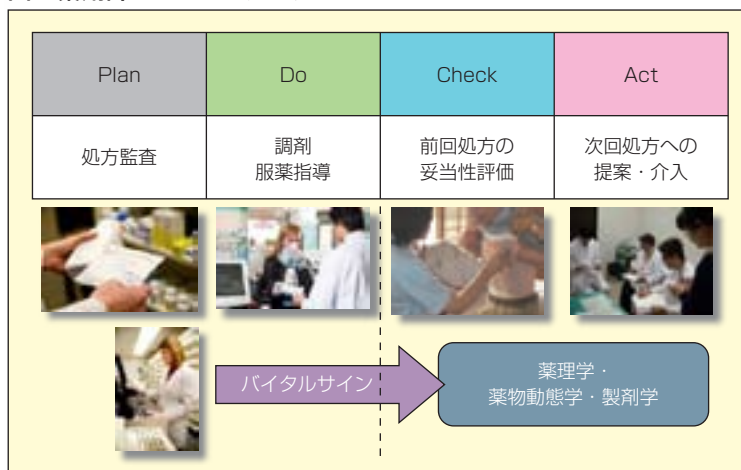 Plan
Do
Check
Act
処方監査
調剤
服薬指導
前回処方の
妥当性評価
次回処方への
提案・介入
バイタルサイン
薬理学・
薬物動態学・製剤学